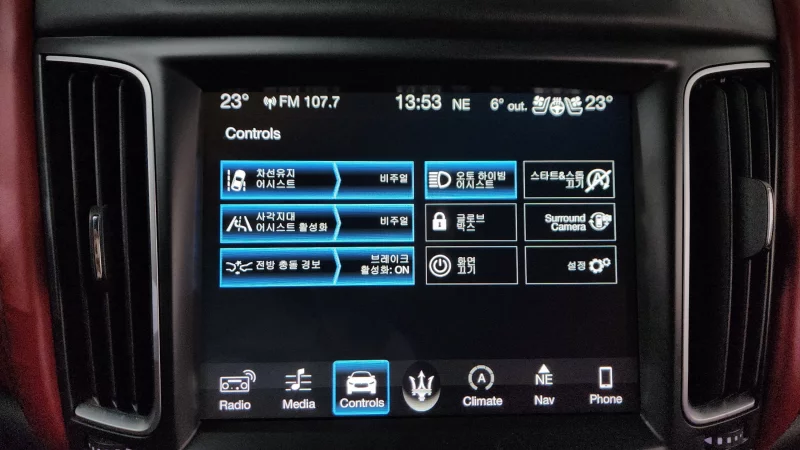 23° FM 107.7 13:53 NE 6° out. 23°
Controls
차선유지
어시스트
비주얼
오토 하이빔
어시스트
스타트&스톱
끄기
사각지대
어시스트 활성화
비주얼
글로브
박스
Surround
Camera
전방 충돌 경보
브레이크
활성화: ON
화면
끄기
설정
A
NE
Radio Media Controls Climate Nav Phone